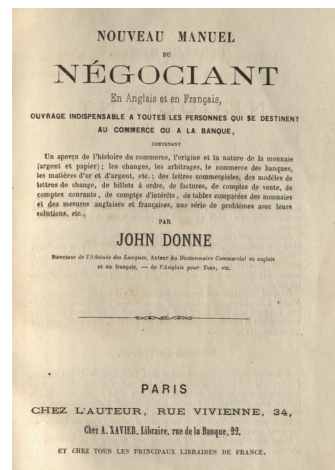 NOUVEAU MANUEL
DU
NÉGOCIANT
En Anglais et en Français,
OUVRAGE INDISPENSABLE A TOUTES LES PERSONNES QUI SE DESTINENT
AU COMMERCE OU A LA BANQUE,
CONTENANT
Un aperçu de l'histoire du commerce, l'origine et la nature de la monnaie
(argent et papier); les changes, les arbitrages, le commerce des banques,
les matières d'or et d'argent, etc.; des lettres commerciales, des modèles de
lettres de change, de billets à ordre, de factures, de comptes de vente, de
comptes courants, de comptes d'intérêts, de tables comparées des monnaies
et des mesures anglaises et françaises, une série de problèmes avec leurs
solutions, etc.,
PAR
JOHN DONNE
Directeur de l'Athénée des Langues, Auteur du Dictionnaire Commercial en anglais
et en français, — de l'Anglais pour Tous, etc.
PARIS
CHEZ L'AUTEUR, RUE VIVIENNE, 34,
Chez A. XAVIER, Libraire, rue de la Banque, 22,
ET CHEZ TOUS LES PRINCIPAUX LIBRAIRES DE FRANCE.